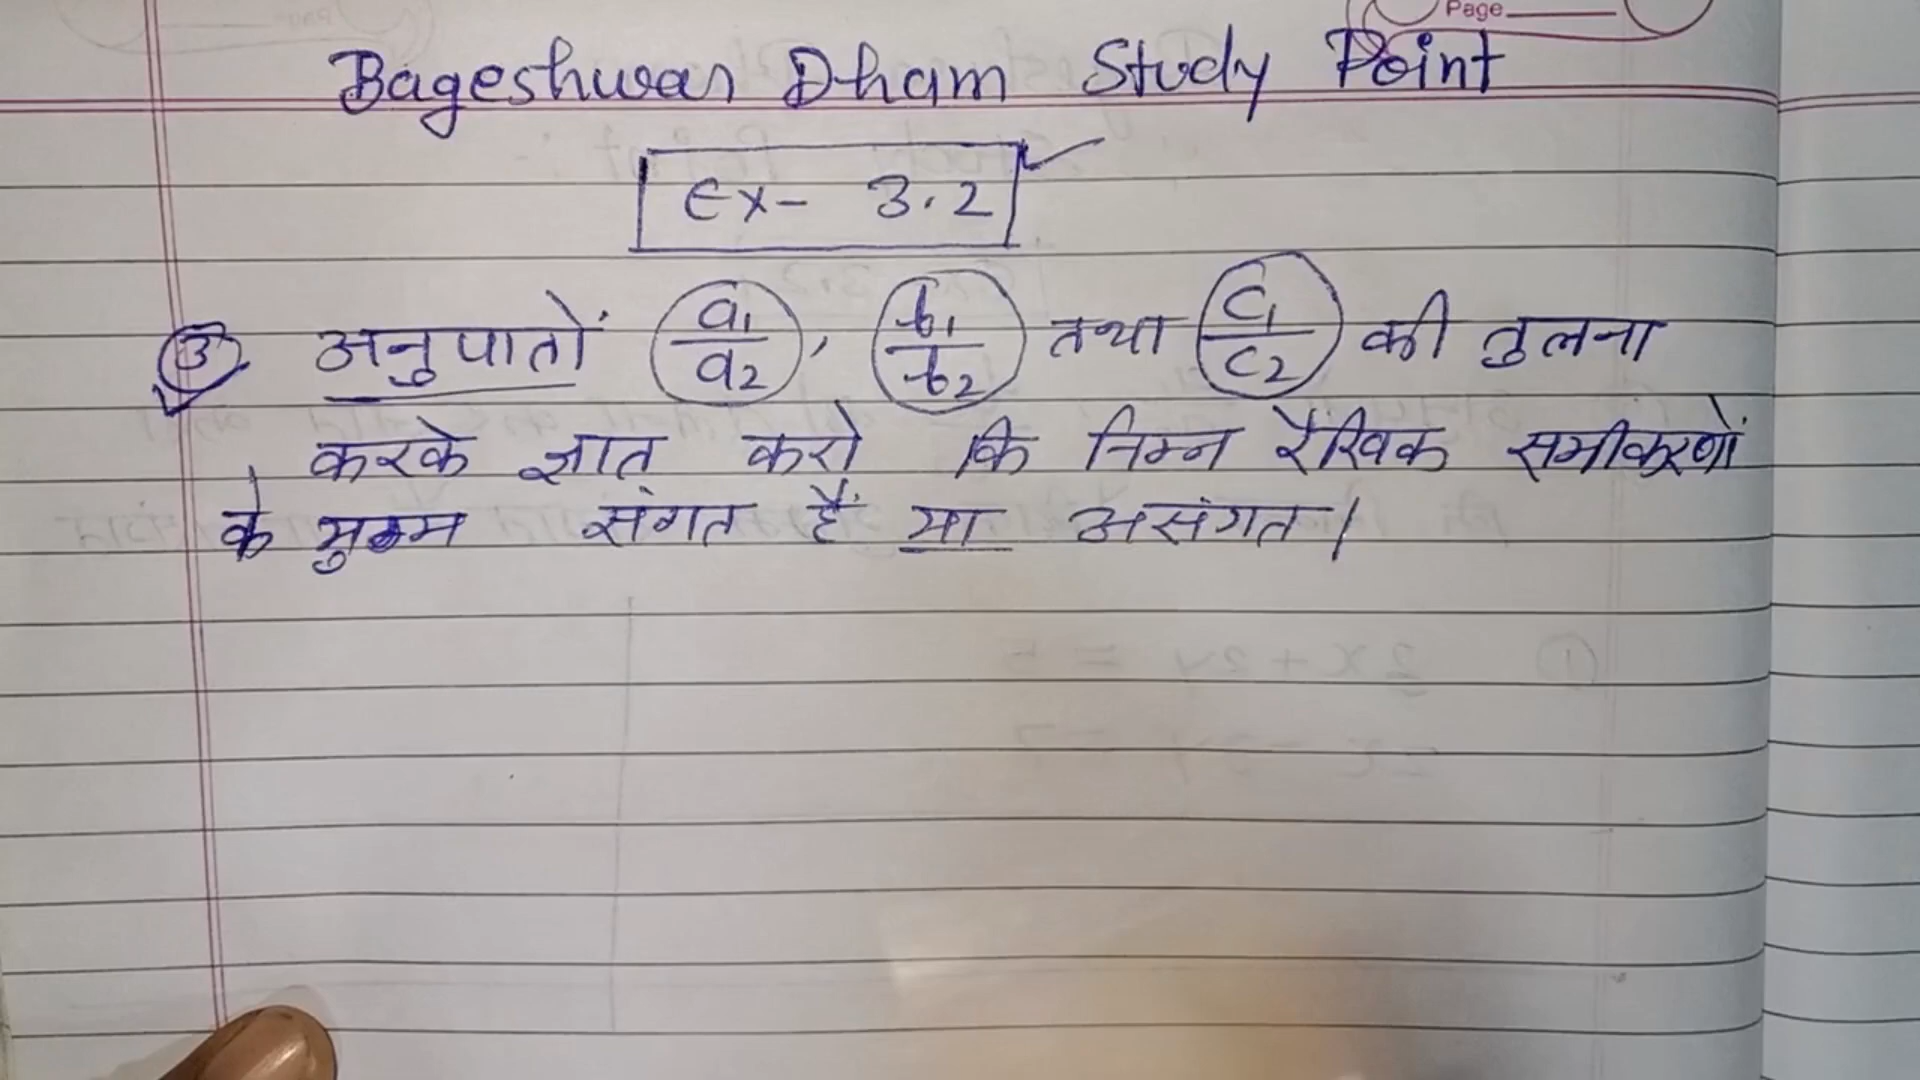 Page
Bageshwar Dham Study Point
Ex- 3.2
③ अनुपातों a₁/a₂, b₁/b₂ तथा c₁/c₂ की तुलना
करके ज्ञात करो कि निम्न रैखिक समीकरणों
के युग्म संगत हैं या असंगत।